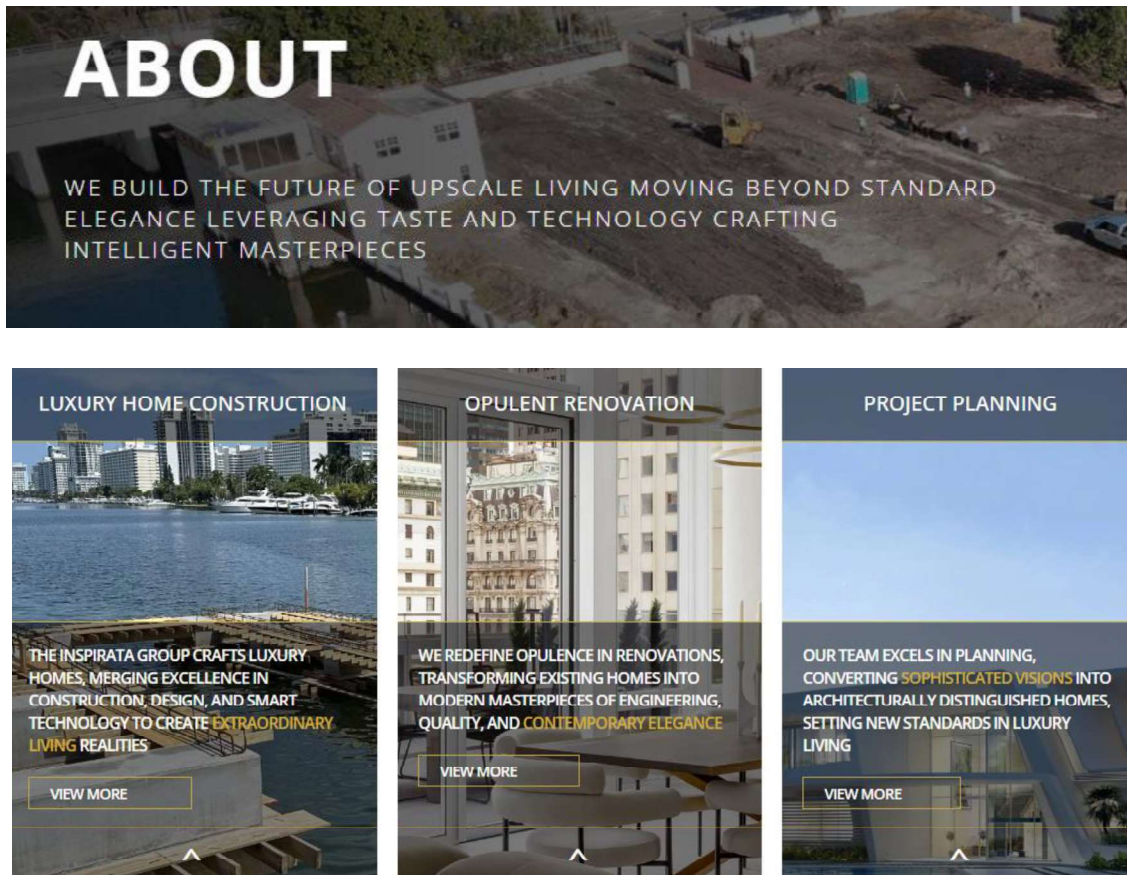 ABOUT
WE BUILD THE FUTURE OF UPSCALE LIVING MOVING BEYOND STANDARD
ELEGANCE LEVERAGING TASTE AND TECHNOLOGY CRAFTING
INTELLIGENT MASTERPIECES
LUXURY HOME CONSTRUCTION
THE INSPIRATA GROUP CRAFTS LUXURY
HOMES, MERGING EXCELLENCE IN
CONSTRUCTION, DESIGN, AND SMART
TECHNOLOGY TO CREATE EXTRAORDINARY
LIVING REALITIES
VIEW MORE
OPULENT RENOVATION
WE REDEFINE OPULENCE IN RENOVATIONS,
TRANSFORMING EXISTING HOMES INTO
MODERN MASTERPIECES OF ENGINEERING,
QUALITY, AND CONTEMPORARY ELEGANCE
VIEW MORE
PROJECT PLANNING
OUR TEAM EXCELS IN PLANNING,
CONVERTING SOPHISTICATED VISIONS INTO
ARCHITECTURALLY DISTINGUISHED HOMES,
SETTING NEW STANDARDS IN LUXURY
LIVING
VIEW MORE